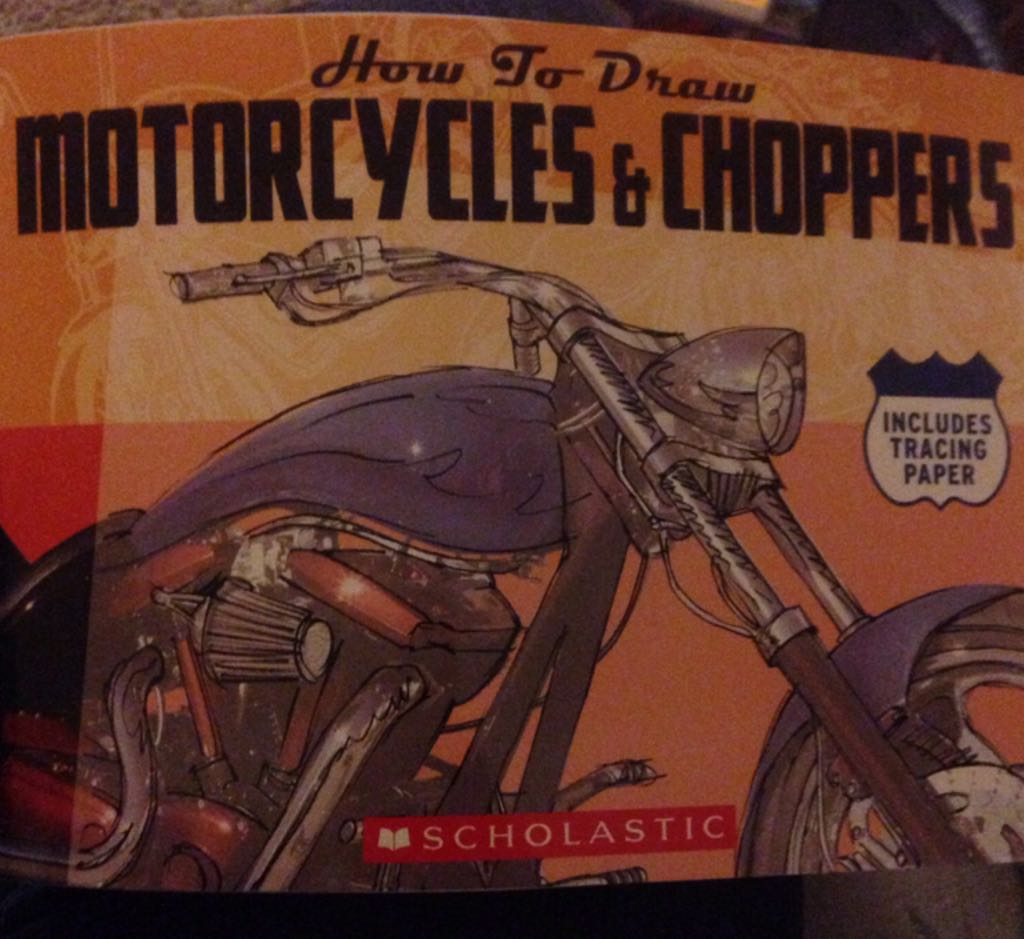 How To Draw
MOTORCYCLES & CHOPPERS
INCLUDES
TRACING
PAPER
SCHOLASTIC